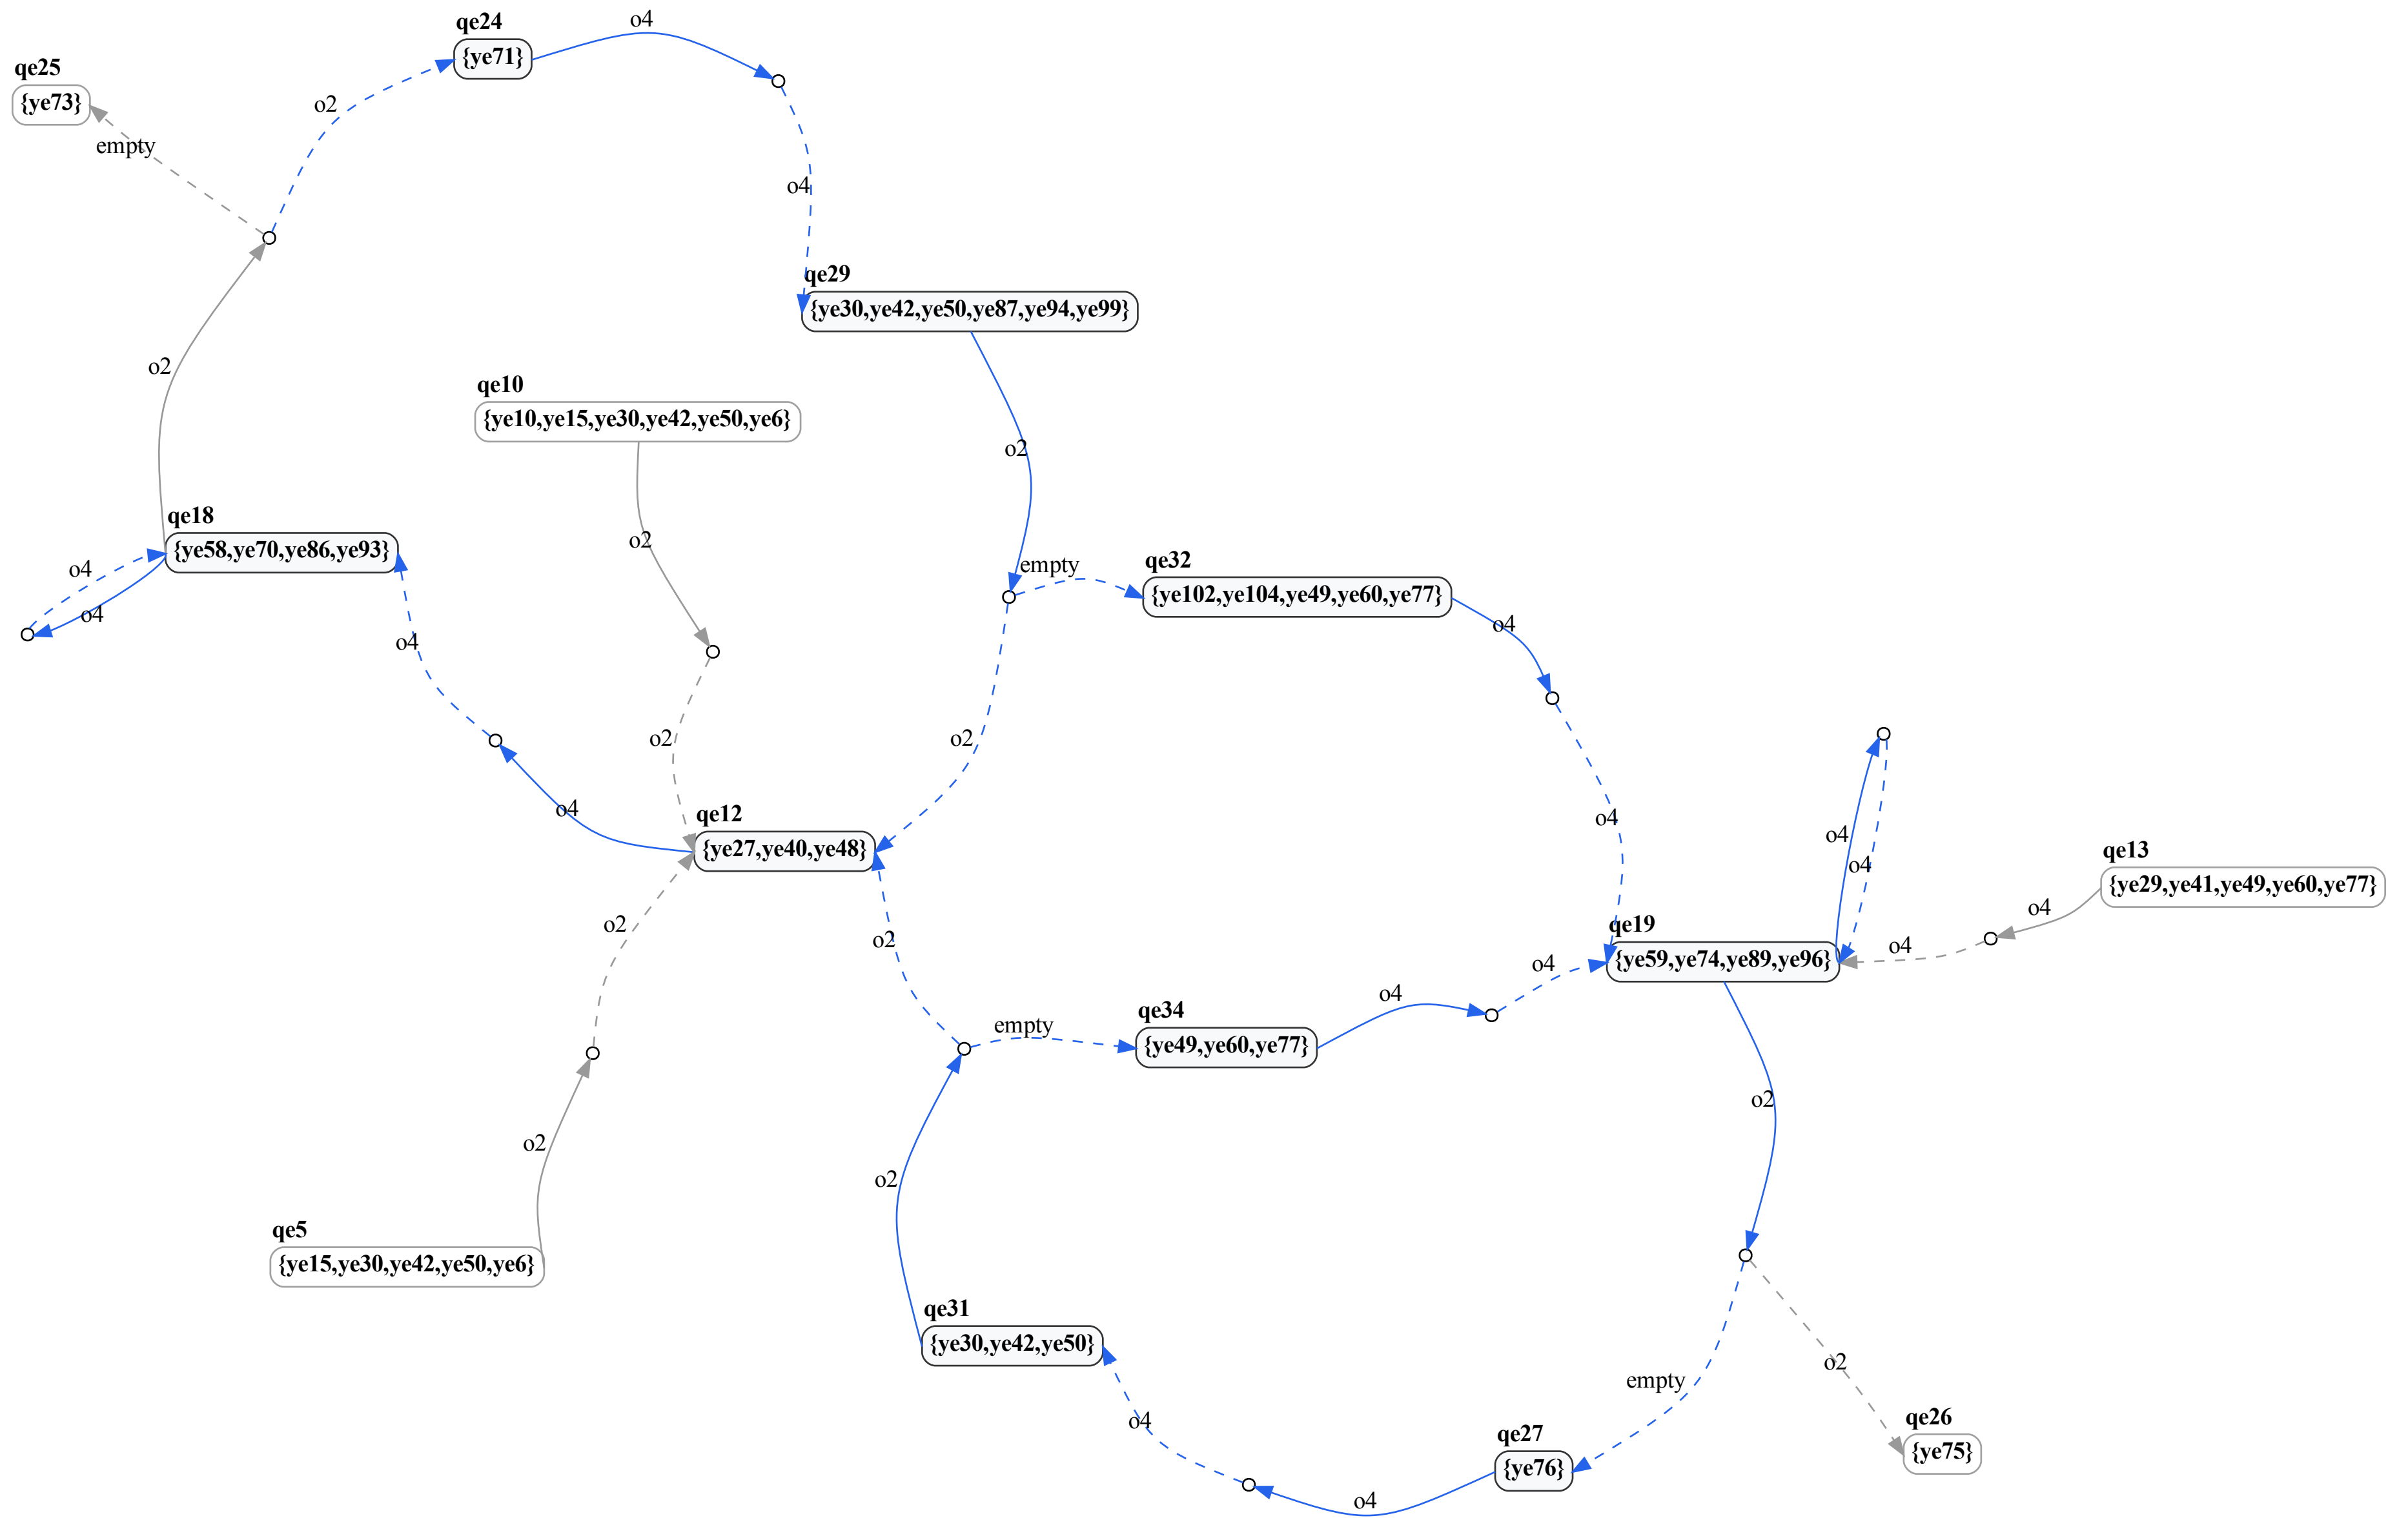 qe24
o4
{ye71}
qe25
{ye73}
o2
empty
o4
qe29
{ye30,ye42,ye50,ye87,ye94,ye99}
o2
qe10
{ye10,ye15,ye30,ye42,ye50,ye6}
o2
qe18
{ye58,ye70,ye86,ye93}
o2
empty
qe32
{ye102,ye104,ye49,ye60,ye77}
o4
o4
o4
o4
o2
o2
o4
qe12
{ye27,ye40,ye48}
o4
o4
o4
qe13
{ye29,ye41,ye49,ye60,ye77}
o4
o4
qe19
{ye59,ye74,ye89,ye96}
o2
o2
o4
o4
qe34
{ye49,ye60,ye77}
empty
o2
o2
o2
qe5
{ye15,ye30,ye42,ye50,ye6}
qe31
{ye30,ye42,ye50}
o2
empty
o4
qe26
{ye75}
qe27
{ye76}
o4